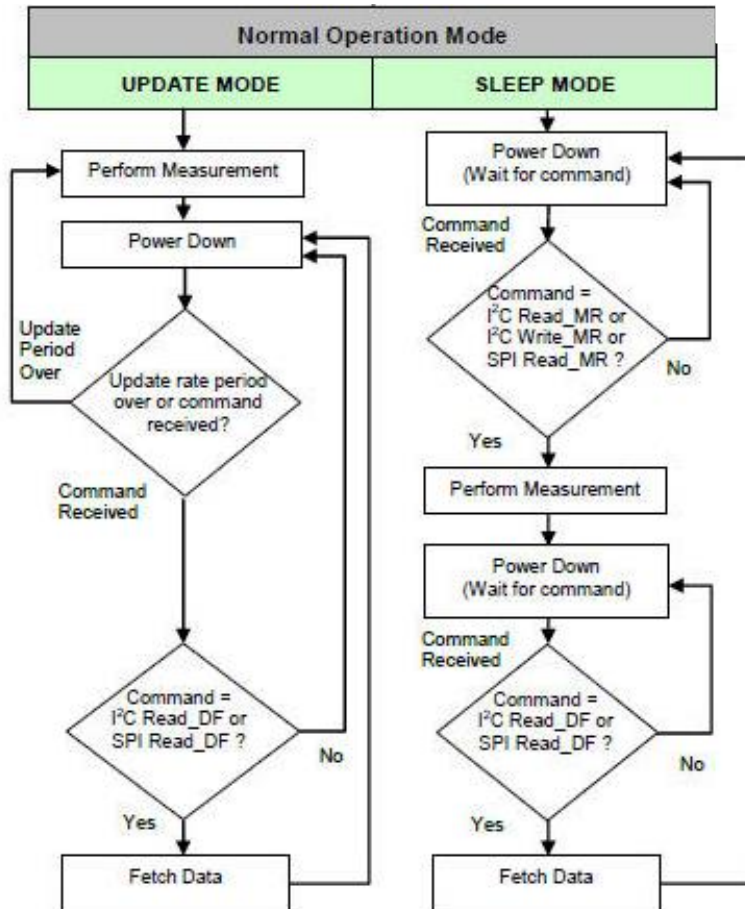 Normal Operation Mode
UPDATE MODE
SLEEP MODE
Perform Measurement
Power Down
Update
Period
Over
Update rate period
over or command
received?
Command
Received
Command =
I²C Read_DF or
SPI Read_DF ?
No
Yes
Fetch Data
Power Down
(Wait for command)
Command
Received
Command =
I²C Read_MR or
I²C Write_MR or
SPI Read_MR ?
No
Yes
Perform Measurement
Power Down
(Wait for command)
Command
Received
Command =
I²C Read_DF or
SPI Read_DF ?
No
Yes
Fetch Data